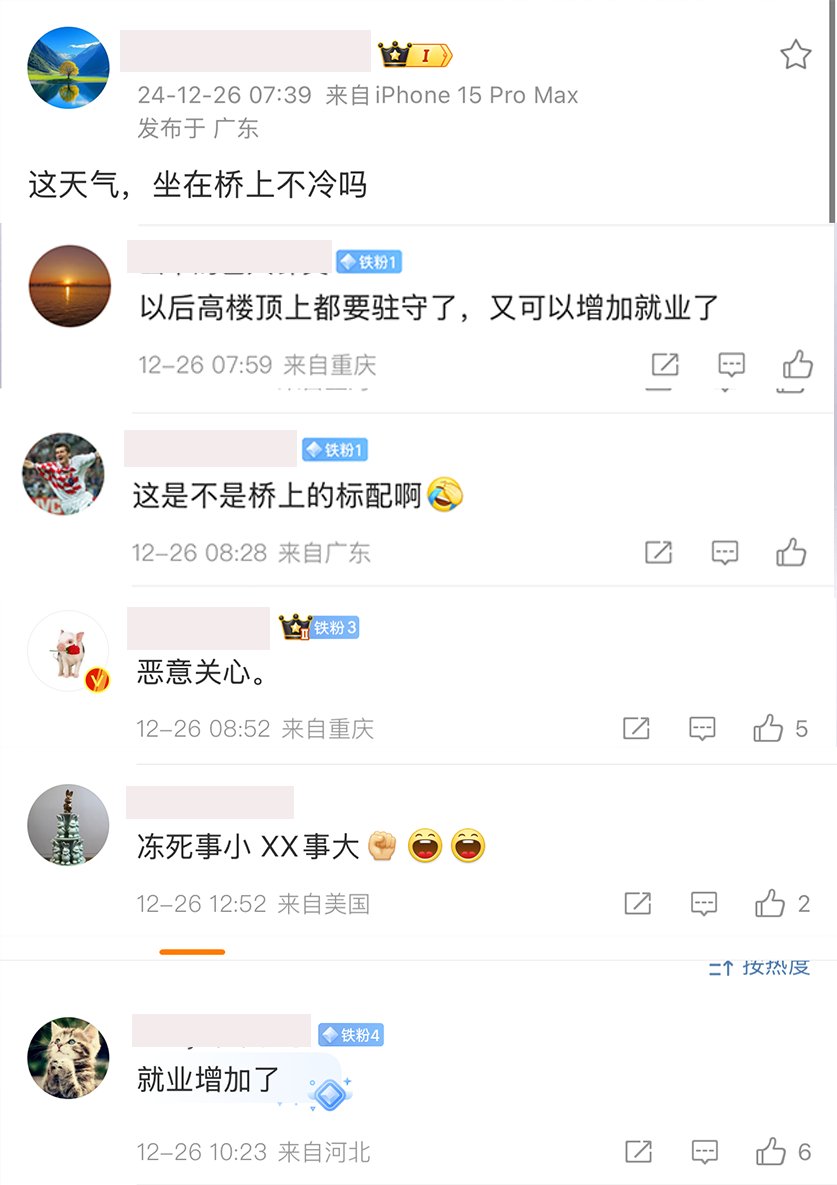 I
24-12-26 07:39 来自iPhone 15 Pro Max
发布于 广东
这天气，坐在桥上不冷吗
铁粉1
以后高楼顶上都要驻守了，又可以增加就业了
12-26 07:59 来自重庆
铁粉1
这是不是桥上的标配啊🤣
12-26 08:28 来自广东
II 铁粉3
恶意关心。
12-26 08:52 来自重庆 5
冻死事小 XX事大✊😄😄
12-26 12:52 来自美国 2
按热度
铁粉4
就业增加了
12-26 10:23 来自河北 6